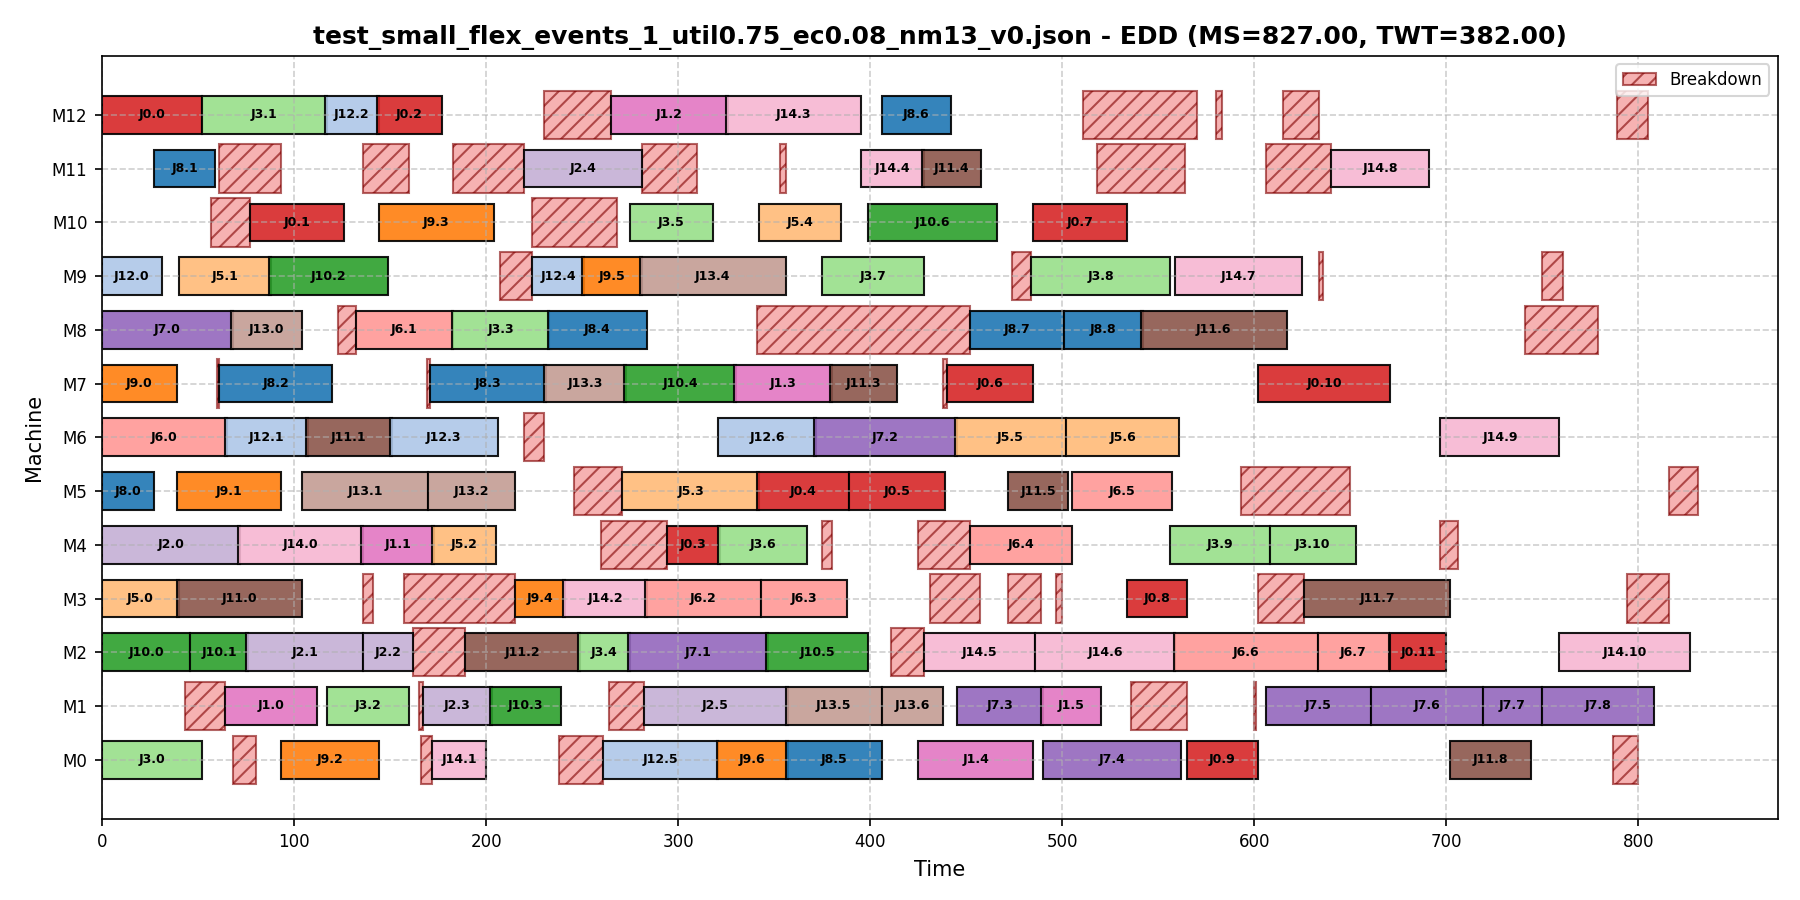 test_small_flex_events_1_util0.75_ec0.08_nm13_v0.json - EDD (MS=827.00, TWT=382.00)
Breakdown
M12 J0.0 J3.1 J12.2 J0.2 J1.2 J14.3 J8.6
M11 J8.1 J2.4 J14.4 J11.4 J14.8
M10 J0.1 J9.3 J3.5 J5.4 J10.6 J0.7
M9 J12.0 J5.1 J10.2 J12.4 J9.5 J13.4 J3.7 J3.8 J14.7
M8 J7.0 J13.0 J6.1 J3.3 J8.4 J8.7 J8.8 J11.6
M7 J9.0 J8.2 J8.3 J13.3 J10.4 J1.3 J11.3 J0.6 J0.10
M6 J6.0 J12.1 J11.1 J12.3 J12.6 J7.2 J5.5 J5.6 J14.9
M5 J8.0 J9.1 J13.1 J13.2 J5.3 J0.4 J0.5 J11.5 J6.5
M4 J2.0 J14.0 J1.1 J5.2 J0.3 J3.6 J6.4 J3.9 J3.10
M3 J5.0 J11.0 J9.4 J14.2 J6.2 J6.3 J0.8 J11.7
M2 J10.0 J10.1 J2.1 J2.2 J11.2 J3.4 J7.1 J10.5 J14.5 J14.6 J6.6 J6.7 J0.11 J14.10
M1 J1.0 J3.2 J2.3 J10.3 J2.5 J13.5 J13.6 J7.3 J1.5 J7.5 J7.6 J7.7 J7.8
M0 J3.0 J9.2 J14.1 J12.5 J9.6 J8.5 J1.4 J7.4 J0.9 J11.8
Machine
0 100 200 300 400 500 600 700 800
Time